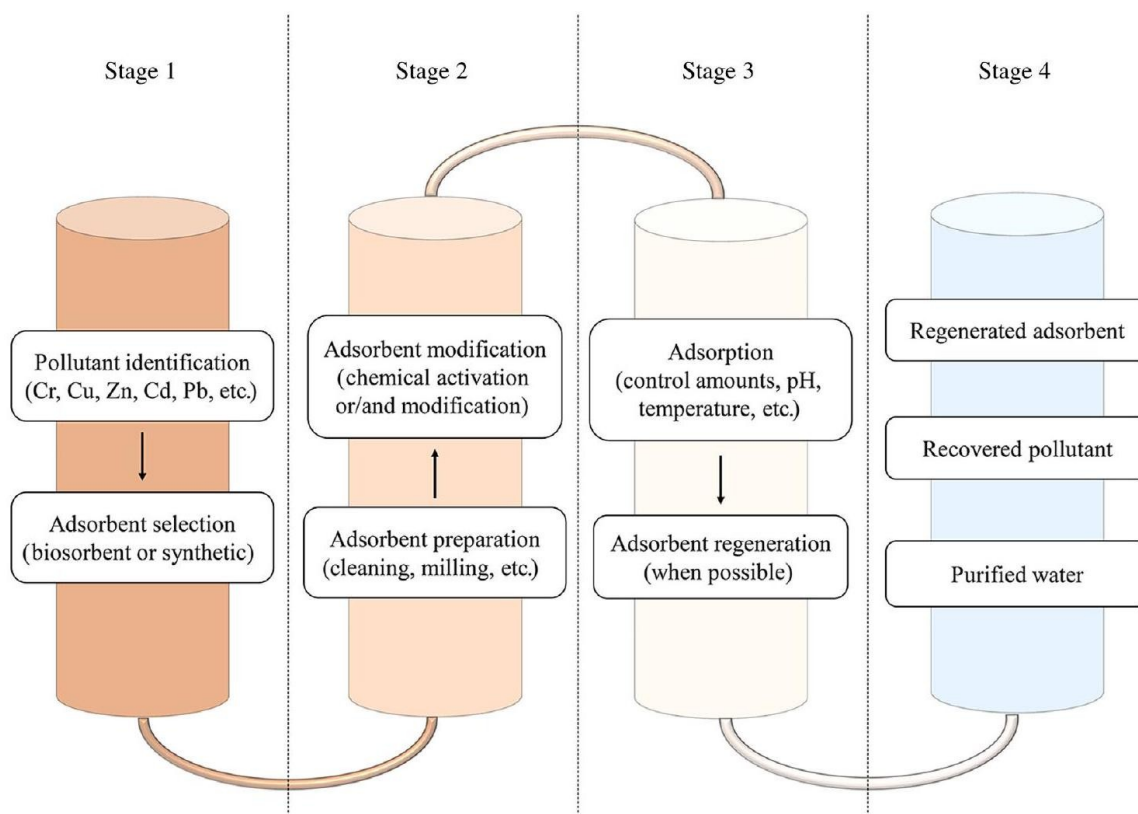 Stage 1
Stage 2
Stage 3
Stage 4
Pollutant identification
(Cr, Cu, Zn, Cd, Pb, etc.)
Adsorbent selection
(biosorbent or synthetic)
Adsorbent modification
(chemical activation
or/and modification)
Adsorbent preparation
(cleaning, milling, etc.)
Adsorption
(control amounts, pH,
temperature, etc.)
Adsorbent regeneration
(when possible)
Regenerated adsorbent
Recovered pollutant
Purified water